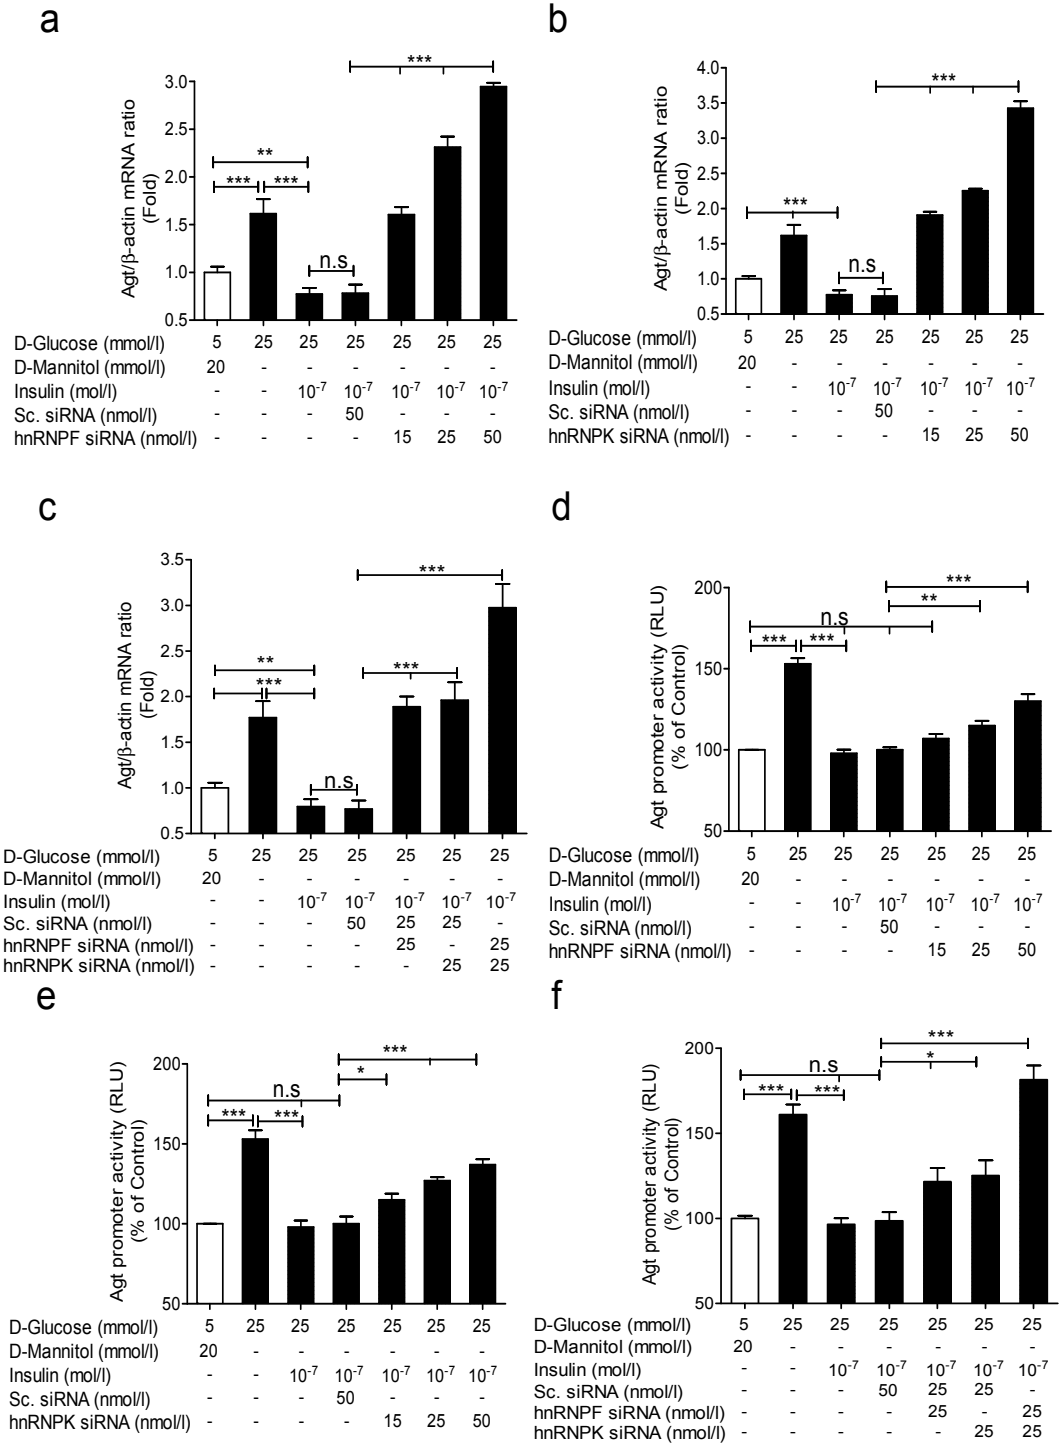 a
***
3.0
2.5
2.0
1.5
1.0
0.5
Agt/β-actin mRNA ratio
(Fold)
**
*** ***
n.s
D-Glucose (mmol/l) 5 25 25 25 25 25 25
D-Mannitol (mmol/l) 20 - - - - - -
Insulin (mol/l) - - 10⁻⁷ 10⁻⁷ 10⁻⁷ 10⁻⁷ 10⁻⁷
Sc. siRNA (nmol/l) - - - 50 - - -
hnRNPF siRNA (nmol/l) - - - - 15 25 50
b
***
4.0
3.5
3.0
2.5
2.0
1.5
1.0
0.5
Agt/β-actin mRNA ratio
(Fold)
***
n.s
D-Glucose (mmol/l) 5 25 25 25 25 25 25
D-Mannitol (mmol/l) 20 - - - - - -
Insulin (mol/l) - - 10⁻⁷ 10⁻⁷ 10⁻⁷ 10⁻⁷ 10⁻⁷
Sc. siRNA (nmol/l) - - - 50 - - -
hnRNPK siRNA (nmol/l) - - - - 15 25 50
c
3.5
3.0
2.5
2.0
1.5
1.0
0.5
Agt/β-actin mRNA ratio
(Fold)
***
***
**
***
n.s
D-Glucose (mmol/l) 5 25 25 25 25 25 25
D-Mannitol (mmol/l) 20 - - - - - -
Insulin (mol/l) - - 10⁻⁷ 10⁻⁷ 10⁻⁷ 10⁻⁷ 10⁻⁷
Sc. siRNA (nmol/l) - - - 50 25 25 -
hnRNPF siRNA (nmol/l) - - - - 25 - 25
hnRNPK siRNA (nmol/l) - - - - - 25 25
d
200
150
100
50
Agt promoter activity (RLU)
(% of Control)
***
**
n.s
*** ***
D-Glucose (mmol/l) 5 25 25 25 25 25 25
D-Mannitol (mmol/l) 20 - - - - - -
Insulin (mol/l) - - 10⁻⁷ 10⁻⁷ 10⁻⁷ 10⁻⁷ 10⁻⁷
Sc. siRNA (nmol/l) - - - 50 - - -
hnRNPF siRNA (nmol/l) - - - - 15 25 50
e
200
150
100
50
Agt promoter activity (RLU)
(% of Control)
***
*
n.s
*** ***
D-Glucose (mmol/l) 5 25 25 25 25 25 25
D-Mannitol (mmol/l) 20 - - - - - -
Insulin (mol/l) - - 10⁻⁷ 10⁻⁷ 10⁻⁷ 10⁻⁷ 10⁻⁷
Sc. siRNA (nmol/l) - - - 50 - - -
hnRNPK siRNA (nmol/l) - - - - 15 25 50
f
200
150
100
50
Agt promoter activity (RLU)
(% of Control)
***
*
n.s
*** ***
D-Glucose (mmol/l) 5 25 25 25 25 25 25
D-Mannitol (mmol/l) 20 - - - - - -
Insulin (mol/l) - - 10⁻⁷ 10⁻⁷ 10⁻⁷ 10⁻⁷ 10⁻⁷
Sc. siRNA (nmol/l) - - - 50 25 25 -
hnRNPF siRNA (nmol/l) - - - - 25 - 25
hnRNPK siRNA (nmol/l) - - - - - 25 25